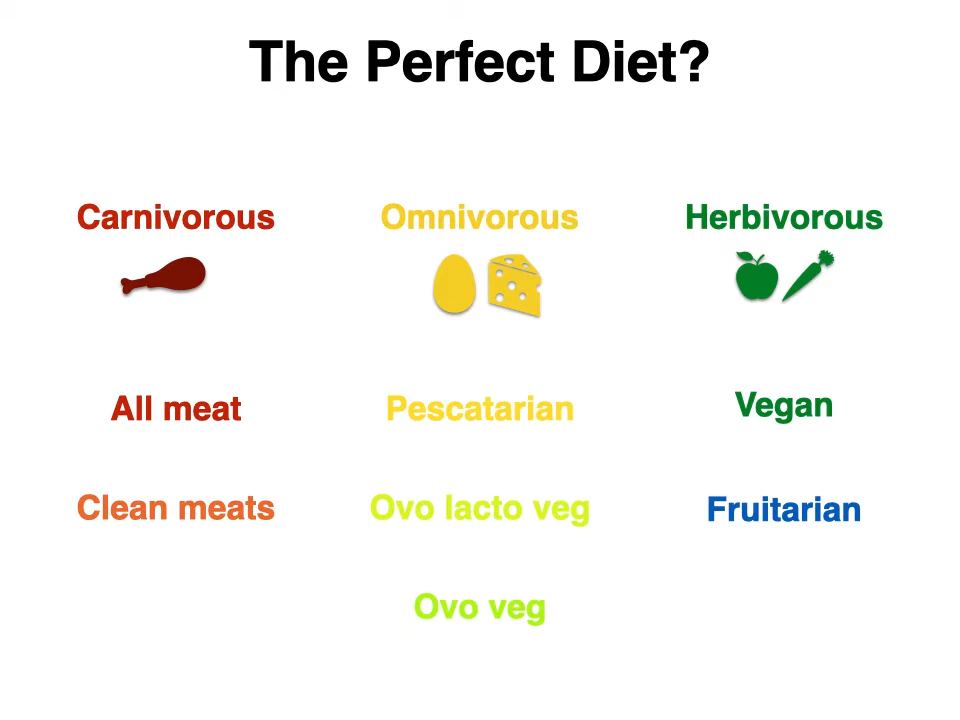 The Perfect Diet?
Carnivorous
Omnivorous
Herbivorous
All meat
Pescatarian
Vegan
Clean meats
Ovo lacto veg
Fruitarian
Ovo veg